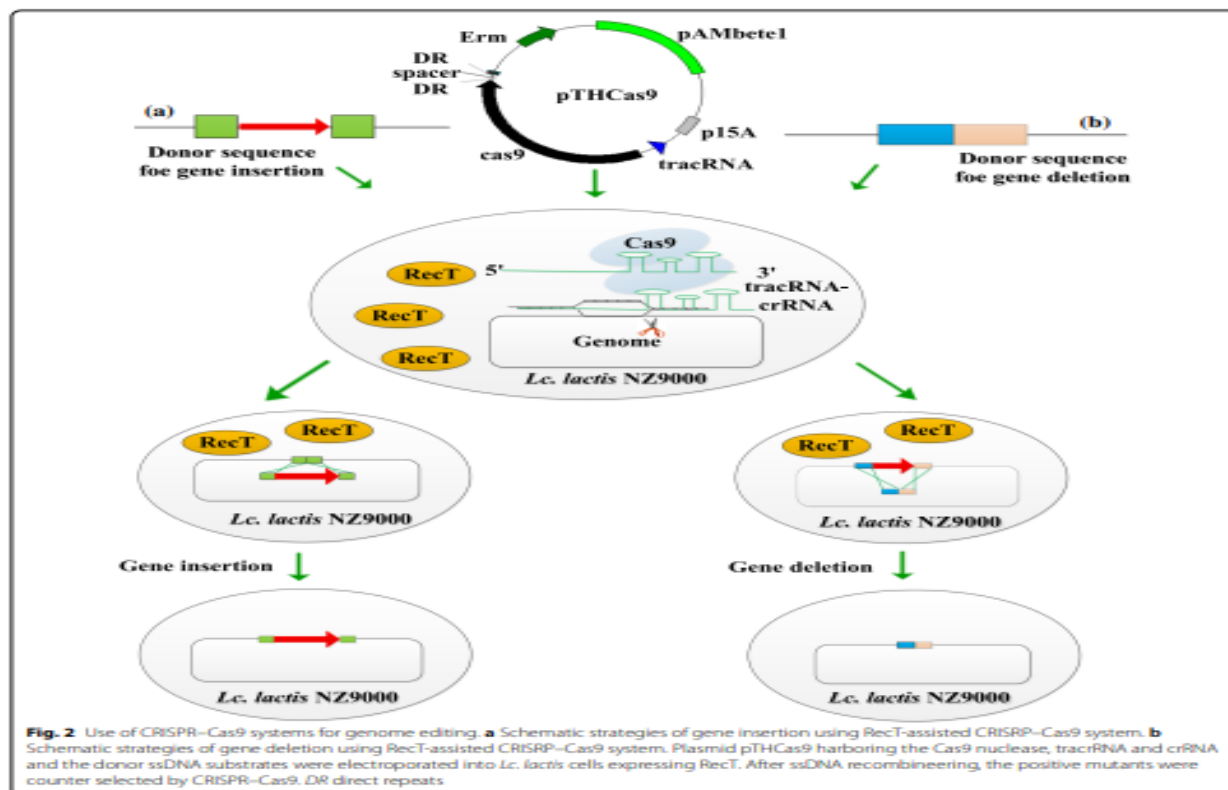 Erm
pAMbete1
DR
spacer
DR
pTHCas9
(a)
(b)
p15A
cas9
tracRNA
Donor sequence
foe gene insertion
Donor sequence
foe gene deletion
Cas9
RecT
5'
3'
tracRNA-
crRNA
RecT
Genome
RecT
Lc. lactis NZ9000
RecT
RecT
Lc. lactis NZ9000
RecT
RecT
Lc. lactis NZ9000
Gene insertion
Gene deletion
Lc. lactis NZ9000
Lc. lactis NZ9000
Fig. 2 Use of CRISPR–Cas9 systems for genome editing. a Schematic strategies of gene insertion using RecT-assisted CRISRP–Cas9 system. b
Schematic strategies of gene deletion using RecT-assisted CRISRP–Cas9 system. Plasmid pTHCas9 harboring the Cas9 nuclease, tracrRNA and crRNA
and the donor ssDNA substrates were electroporated into Lc. lactis cells expressing RecT. After ssDNA recombineering, the positive mutants were
counter selected by CRISPR–Cas9. DR direct repeats